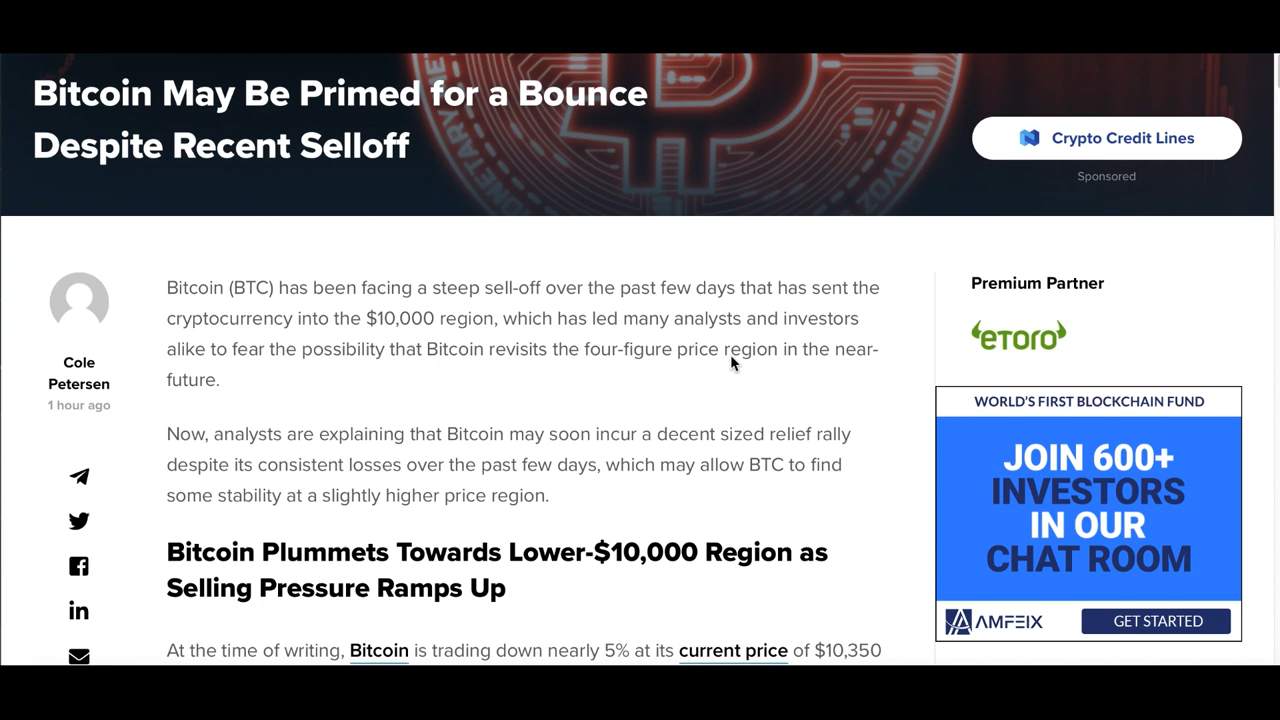 Bitcoin May Be Primed for a Bounce
Despite Recent Selloff
Crypto Credit Lines
Sponsored
Cole
Petersen
1 hour ago
Bitcoin (BTC) has been facing a steep sell-off over the past few days that has sent the
cryptocurrency into the $10,000 region, which has led many analysts and investors
alike to fear the possibility that Bitcoin revisits the four-figure price region in the near-
future.
Now, analysts are explaining that Bitcoin may soon incur a decent sized relief rally
despite its consistent losses over the past few days, which may allow BTC to find
some stability at a slightly higher price region.
Bitcoin Plummets Towards Lower-$10,000 Region as
Selling Pressure Ramps Up
At the time of writing, Bitcoin is trading down nearly 5% at its current price of $10,350
Premium Partner
eToro
WORLD'S FIRST BLOCKCHAIN FUND
JOIN 600+
INVESTORS
IN OUR
CHAT ROOM
AMFEIX
GET STARTED